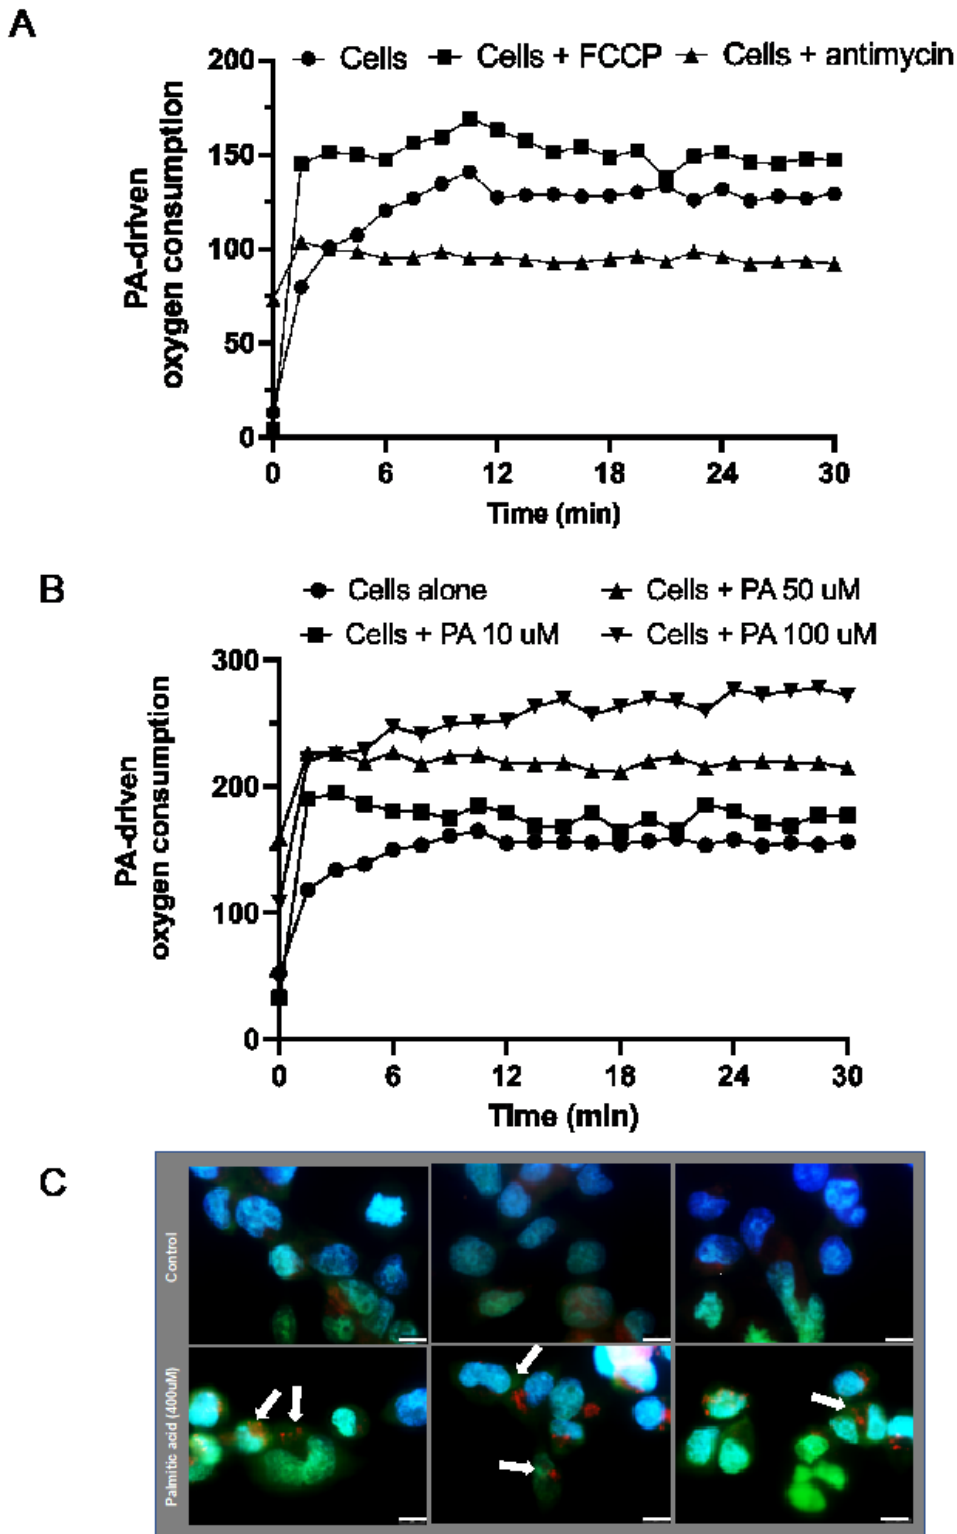 A
Cells Cells + FCCP Cells + antimycin
PA-driven
oxygen consumption
200
150
100
50
0
0 6 12 18 24 30
Time (min)
B
Cells alone Cells + PA 50 uM
Cells + PA 10 uM Cells + PA 100 uM
PA-driven
oxygen consumption
300
200
100
0
0 6 12 18 24 30
Time (min)
C
Control
Palmitic acid (400uM)